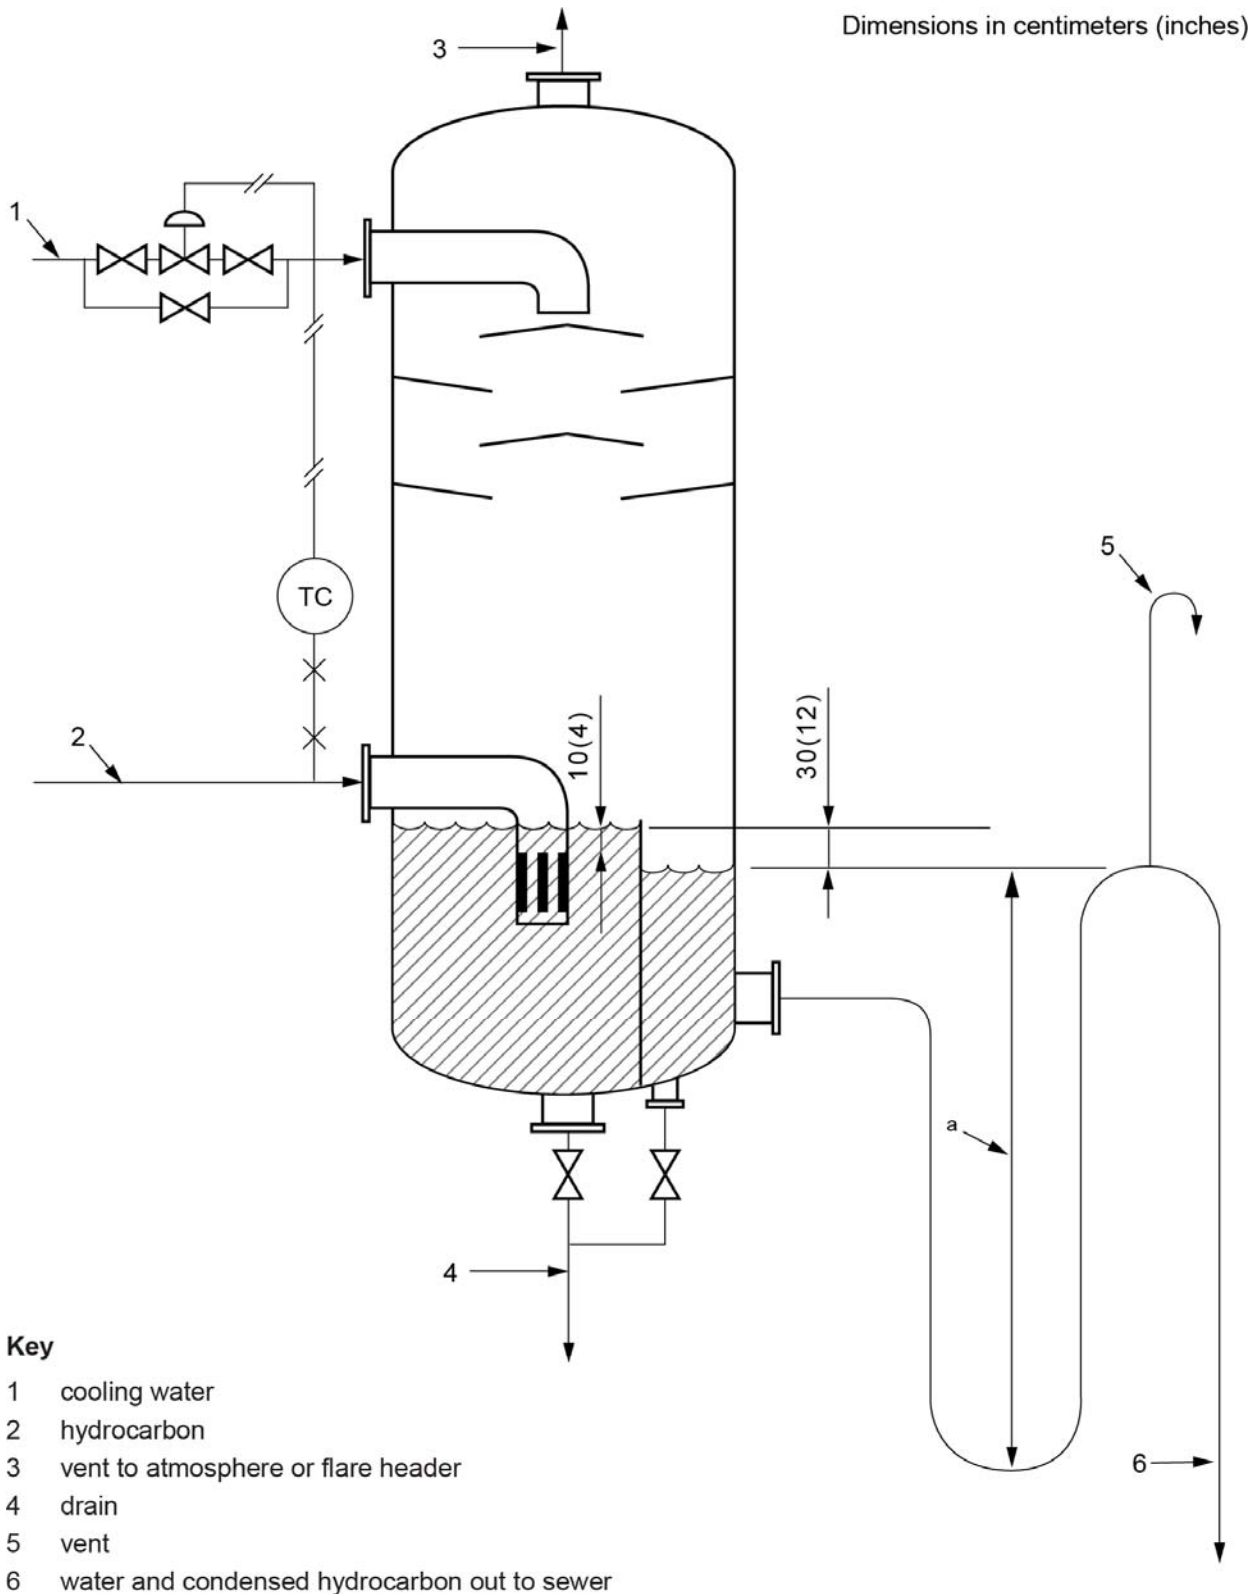 Dimensions in centimeters (inches)
3
1
TC
5
2
10(4)
30(12)
a
4
6
Key
1 cooling water
2 hydrocarbon
3 vent to atmosphere or flare header
4 drain
5 vent
6 water and condensed hydrocarbon out to sewer